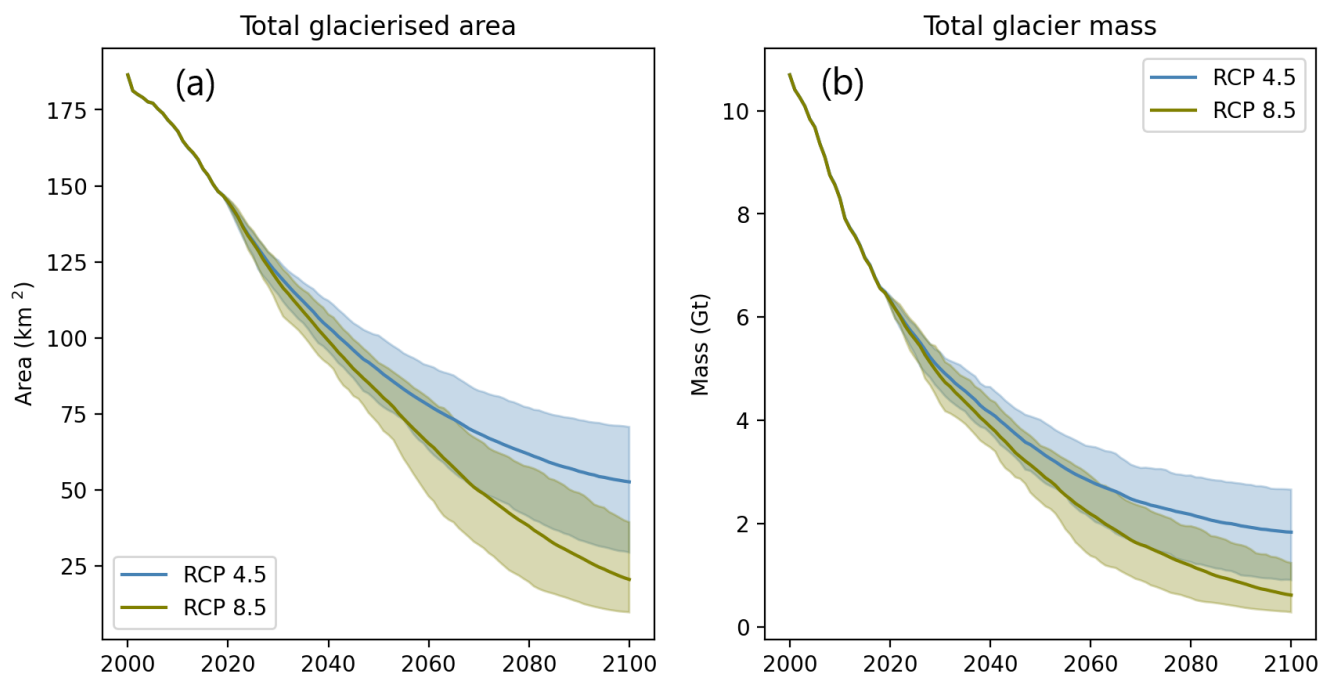 Total glacierised area
(a)
175
150
125
100
75
50
25
Area (km ²)
RCP 4.5
RCP 8.5
2000 2020 2040 2060 2080 2100
Total glacier mass
(b)
RCP 4.5
RCP 8.5
10
8
6
4
2
0
Mass (Gt)
2000 2020 2040 2060 2080 2100